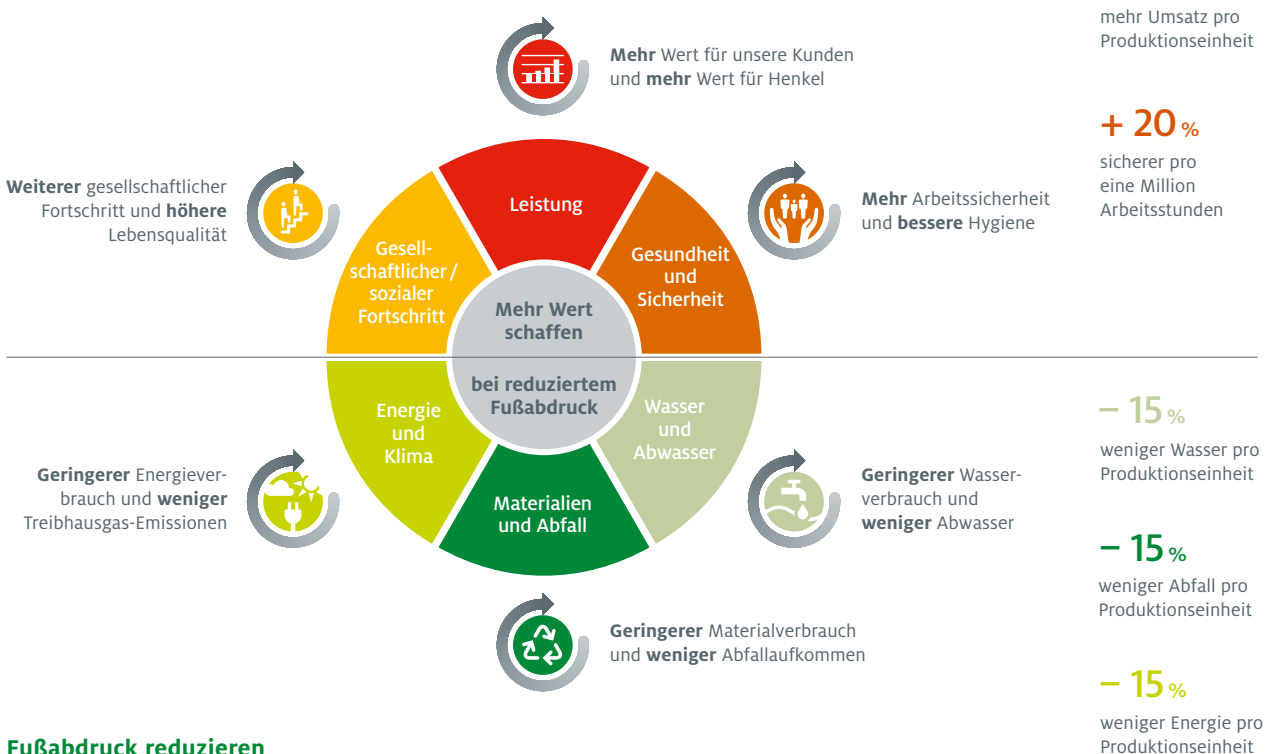 mehr Umsatz pro
Produktionseinheit
Mehr Wert für unsere Kunden
und mehr Wert für Henkel
+ 20 %
sicherer pro
eine Million
Arbeitsstunden
Weiterer gesellschaftlicher
Fortschritt und höhere
Lebensqualität
Leistung
Mehr Arbeitssicherheit
und bessere Hygiene
Gesell-
schaftlicher /
sozialer
Fortschritt
Gesundheit
und
Sicherheit
Mehr Wert
schaffen
bei reduziertem
Fußabdruck
Energie
und
Klima
Wasser
und
Abwasser
Materialien
und Abfall
– 15 %
weniger Wasser pro
Produktionseinheit
Geringerer Energiever-
brauch und weniger
Treibhausgas-Emissionen
Geringerer Wasser-
verbrauch und
weniger Abwasser
– 15 %
weniger Abfall pro
Produktionseinheit
Geringerer Materialverbrauch
und weniger Abfallaufkommen
– 15 %
weniger Energie pro
Produktionseinheit
Fußabdruck reduzieren